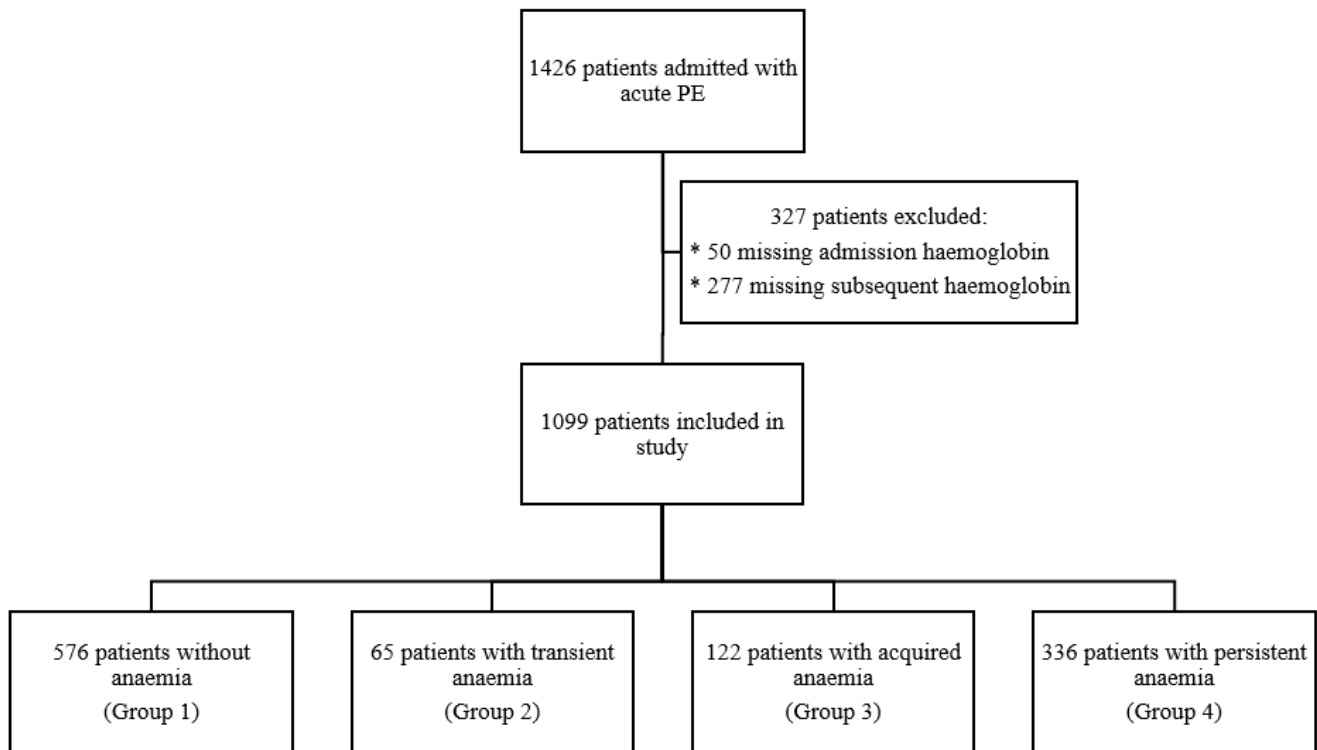 1426 patients admitted with
acute PE
327 patients excluded:
* 50 missing admission haemoglobin
* 277 missing subsequent haemoglobin
1099 patients included in
study
576 patients without
anaemia
(Group 1)
65 patients with transient
anaemia
(Group 2)
122 patients with acquired
anaemia
(Group 3)
336 patients with persistent
anaemia
(Group 4)